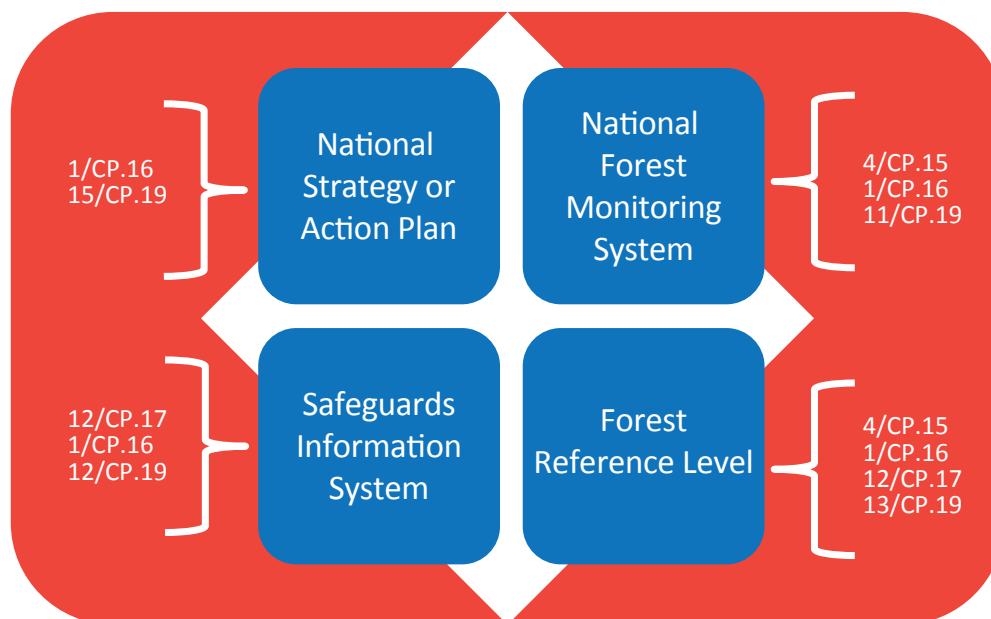 1/CP.16
15/CP.19
National
Strategy or
Action Plan
National
Forest
Monitoring
System
4/CP.15
1/CP.16
11/CP.19
12/CP.17
1/CP.16
12/CP.19
Safeguards
Information
System
Forest
Reference Level
4/CP.15
1/CP.16
12/CP.17
13/CP.19